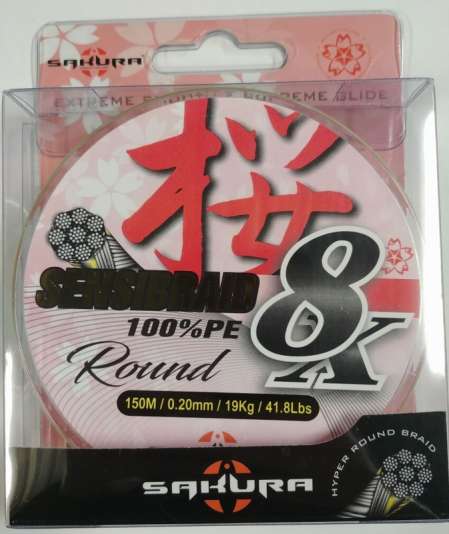 SAKURA
EXTREME
GLIDE
桜
SENSIBRAID
8X
100%PE
Round
150M / 0.20mm / 19Kg / 41.8Lbs
HYPER ROUND BRAID
SAKURA